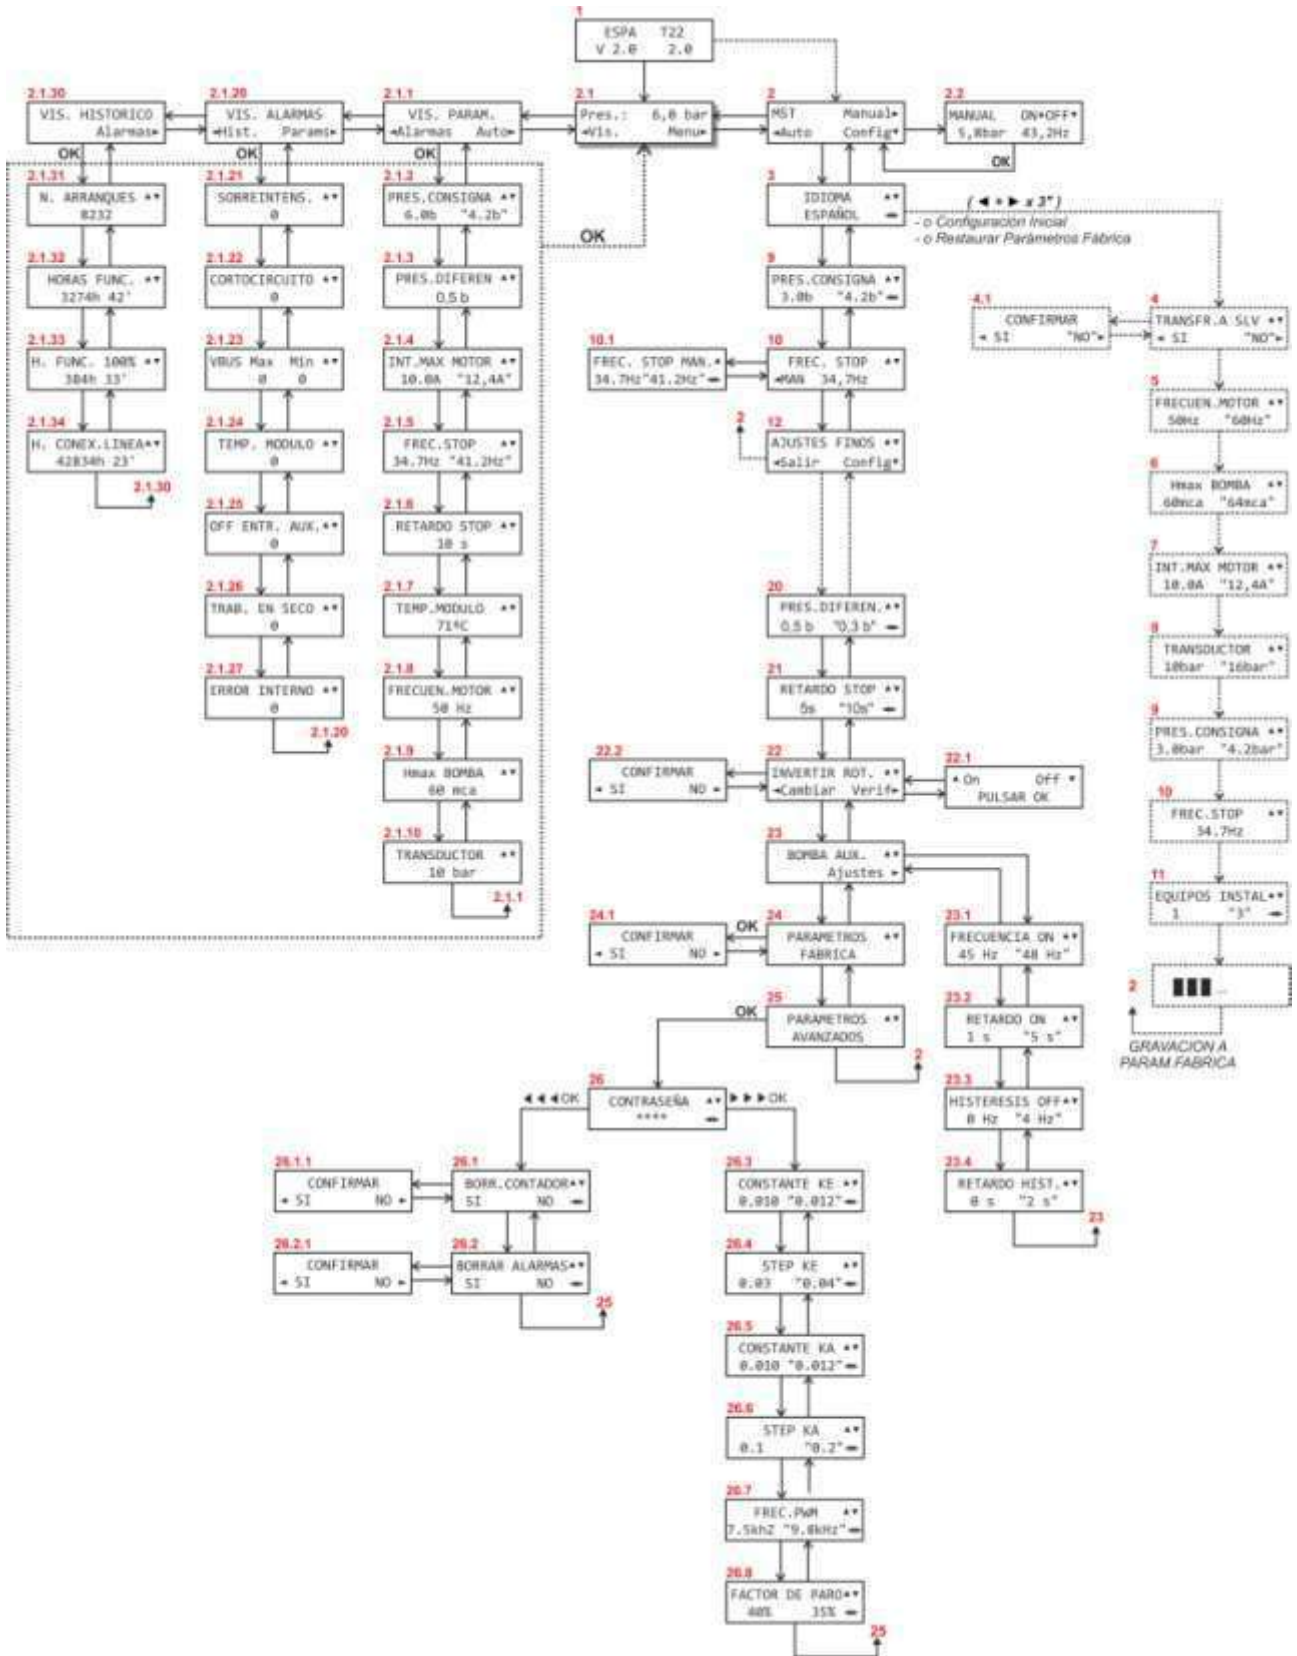 1
ESPA T22
V 2.0 2.0
2.1.30
VIS. HISTORICO
Alarmas▸
OK
2.1.31
N. ARRANQUES ▴▾
8232
2.1.32
HORAS FUNC. ▴▾
3274h 42'
2.1.33
H. FUNC. 100% ▴▾
384h 33'
2.1.34
H. CONEX.LINEA▴▾
42834h 23'
2.1.30
2.1.20
VIS. ALARMAS
◂Hist. Params▸
OK
2.1.21
SOBREINTENS. ▴▾
0
2.1.22
CORTOCIRCUITO ▴▾
0
2.1.23
VBUS Max Min ▴▾
0 0
2.1.24
TEMP. MODULO ▴▾
0
2.1.25
OFF ENTR. AUX.▴▾
0
2.1.26
TRAB. EN SECO ▴▾
0
2.1.27
ERROR INTERNO ▴▾
0
2.1.20
2.1.1
VIS. PARAM.
◂Alarmas Auto▸
OK
2.1.2
PRES.CONSIGNA ▴▾
6.0b "4.2b"
2.1.3
PRES.DIFEREN ▴▾
0,5 b
2.1.4
INT.MAX MOTOR ▴▾
10.0A "12,4A"
2.1.5
FREC.STOP ▴▾
34.7Hz "41.2Hz"
2.1.6
RETARDO STOP ▴▾
10 s
2.1.7
TEMP.MODULO ▴▾
71ºC
2.1.8
FRECUEN.MOTOR ▴▾
50 Hz
2.1.9
Hmax BOMBA ▴▾
60 mca
2.1.10
TRANSDUCTOR ▴▾
10 bar
2.1.1
2.1
Pres.: 6,0 bar
◂Vis. Menu▸
OK
2
MST Manual▸
◂Auto Config▾
2.2
MANUAL ON▴OFF▾
5,8bar 43,2Hz
OK
3
IDIOMA ▴▾
ESPAÑOL ◂▸
( ◄ + ► x 3" )
- o Configuración Inicial
- o Restaurar Parámetros Fábrica
9
PRES.CONSIGNA ▴▾
3.0b "4.2b"◂▸
10.1
FREC. STOP MAN.▴
34.7Hz"41.2Hz"◂▸
10
FREC. STOP ▴▾
◂MAN 34,7Hz
2
12
AJUSTES FINOS ▴▾
◂Salir Config▾
20
PRES.DIFEREN.▴▾
0,5 b "0,3 b" ◂▸
21
RETARDO STOP ▴▾
5s "10s" ◂▸
22.2
CONFIRMAR
◂ SI NO ▸
22
INVERTIR ROT. ▴▾
◂Cambiar Verif▸
22.1
▴ On Off ▾
PULSAR OK
23
BOMBA AUX. ▴▾
Ajustes ▸
24.1
CONFIRMAR
◂ SI NO ▸
OK
24
PARAMETROS ▴▾
FABRICA
25
PARAMETROS ▴▾
AVANZADOS
OK
2
23.1
FRECUENCIA ON ▴▾
45 Hz "48 Hz"
23.2
RETARDO ON ▴▾
1 s "5 s"
23.3
HISTERESIS OFF▴▾
0 Hz "4 Hz"
23.4
RETARDO HIST.▴▾
0 s "2 s"
23
26
CONTRASEÑA ▴▾
**** ◂▸
◄◄◄OK
►►►OK
26.1.1
CONFIRMAR
◂ SI NO ▸
26.1
BORR.CONTADOR▴▾
SI NO ◂▸
26.2.1
CONFIRMAR
◂ SI NO ▸
26.2
BORRAR ALARMAS▴▾
SI NO ◂▸
25
26.3
CONSTANTE KE ▴▾
0.010 "0.012"◂▸
26.4
STEP KE ▴▾
0.03 "0.04"◂▸
26.5
CONSTANTE KA ▴▾
0.010 "0.012"◂▸
26.6
STEP KA ▴▾
0.1 "0.2"◂▸
26.7
FREC.PWM ▴▾
7.5khZ "9.8kHz"◂▸
26.8
FACTOR DE PARO▴▾
40% 35% ◂▸
25
4.1
CONFIRMAR
◂ SI "NO"▸
4
TRANSFR.A SLV ▴▾
◂ SI "NO"▸
5
FRECUEN.MOTOR ▴▾
50Hz "60Hz"
6
Hmax BOMBA ▴▾
60mca "64mca"
7
INT.MAX MOTOR ▴▾
10.0A "12,4A"
8
TRANSDUCTOR ▴▾
10bar "16bar"
9
PRES.CONSIGNA ▴▾
3.0bar "4.2bar"
10
FREC.STOP ▴▾
34.7Hz
11
EQUIPOS INSTAL▴▾
1 "3" ◂▸
2
GRAVACION A
PARAM.FABRICA